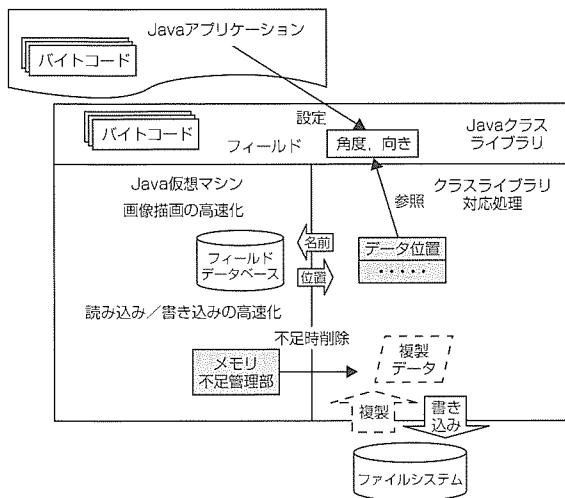 Javaアプリケーション
バイトコード
設定
バイトコード
フィールド
角度，向き
Javaクラス
ライブラリ
Java仮想マシン
画像描画の高速化
クラスライブラリ
対応処理
参照
名前
データ位置
・・・・・
フィールド
データベース
位置
読み込み／書き込みの高速化
不足時削除
メモリ
不足管理部
複製
データ
複製
書き
込み
ファイルシステム